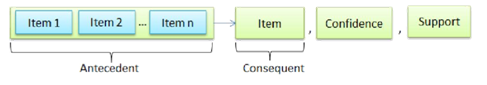 Item 1 Item 2 ... Item n Item , Confidence , Support
Antecedent Consequent